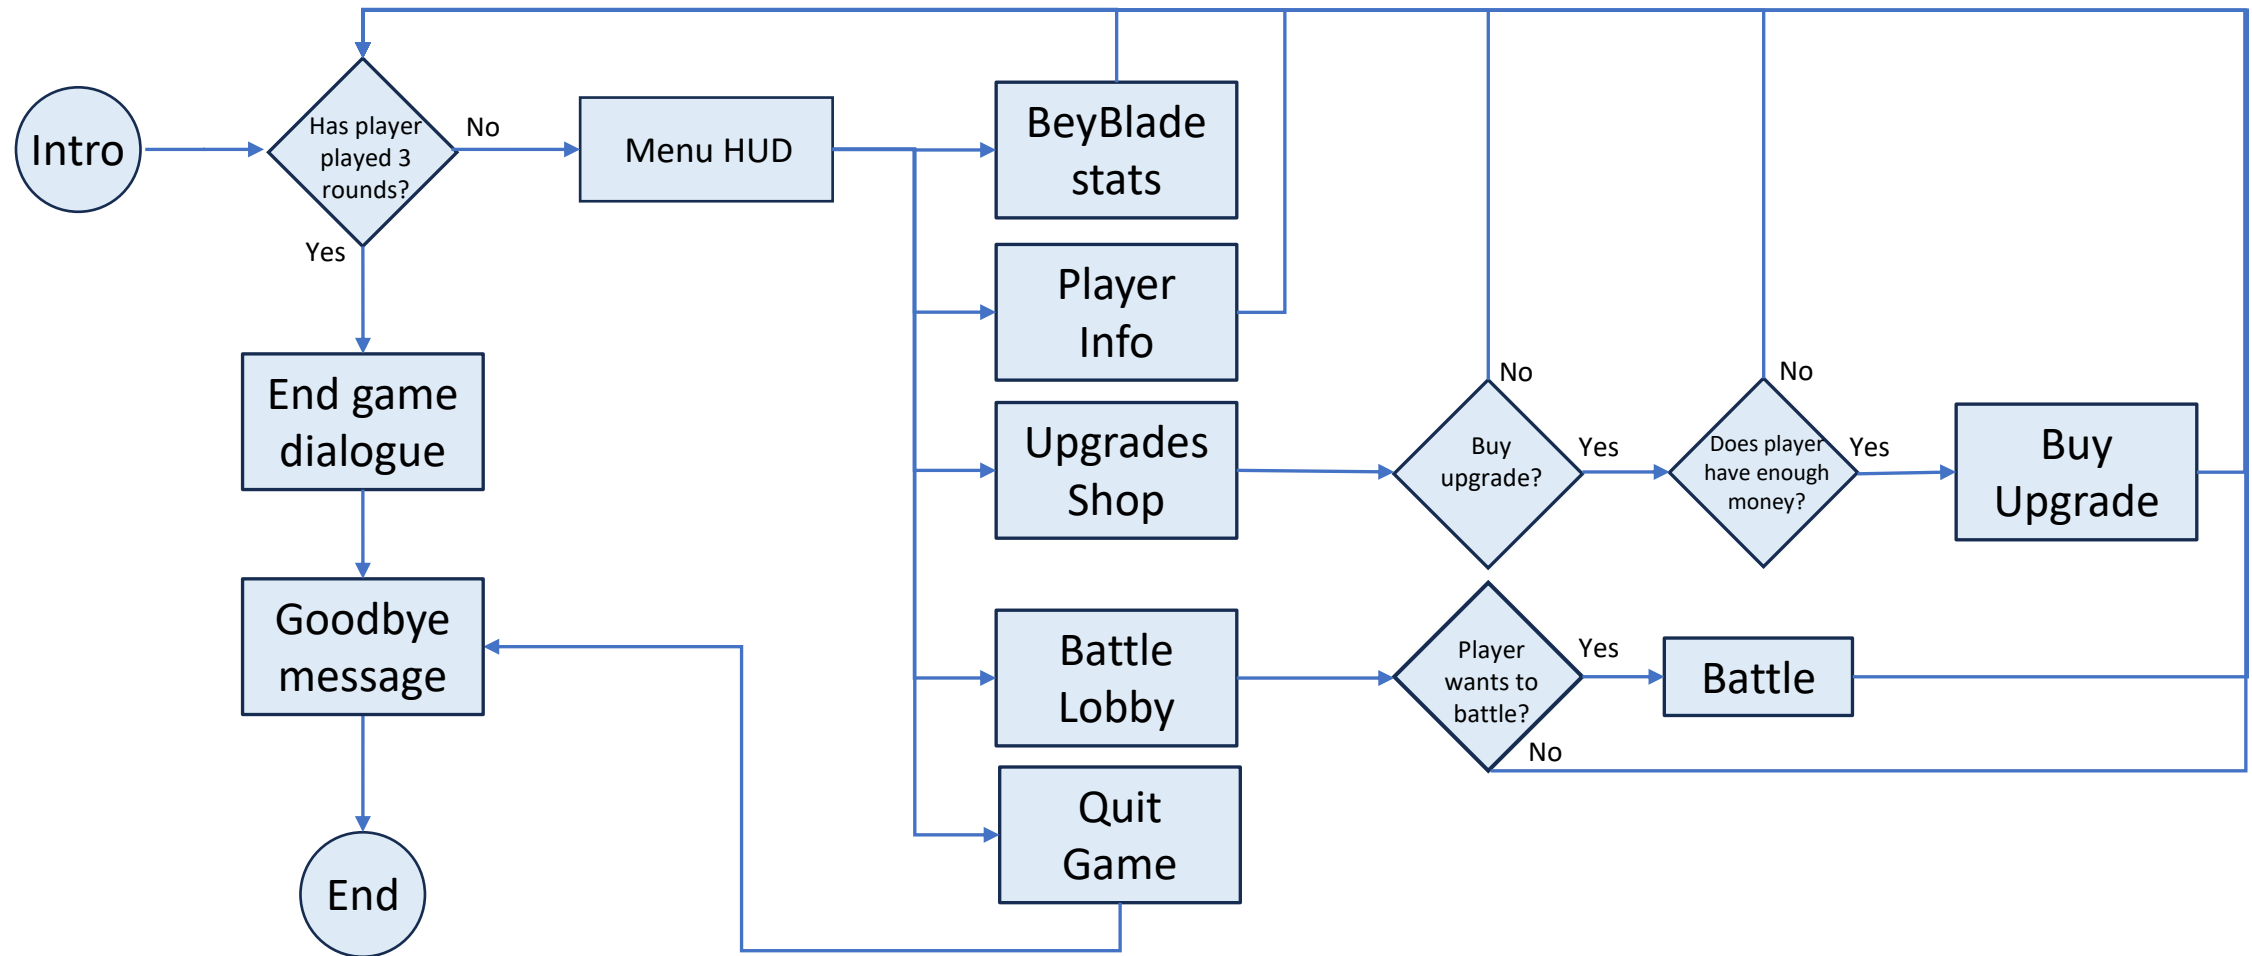 Intro
Has player
played 3
rounds?
No
Yes
Menu HUD
BeyBlade
stats
Player
Info
Upgrades
Shop
Battle
Lobby
Quit
Game
No
Buy
upgrade?
Yes
No
Does player
have enough
money?
Yes
Buy
Upgrade
Player
wants to
battle?
Yes
No
Battle
End game
dialogue
Goodbye
message
End